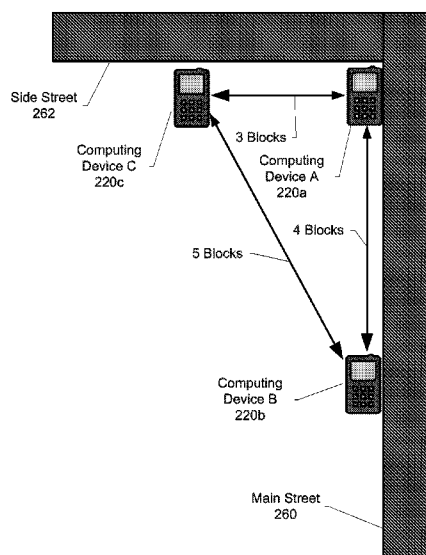 Side Street
262
3 Blocks
Computing
Device C
220c
Computing
Device A
220a
4 Blocks
5 Blocks
Computing
Device B
220b
Main Street
260